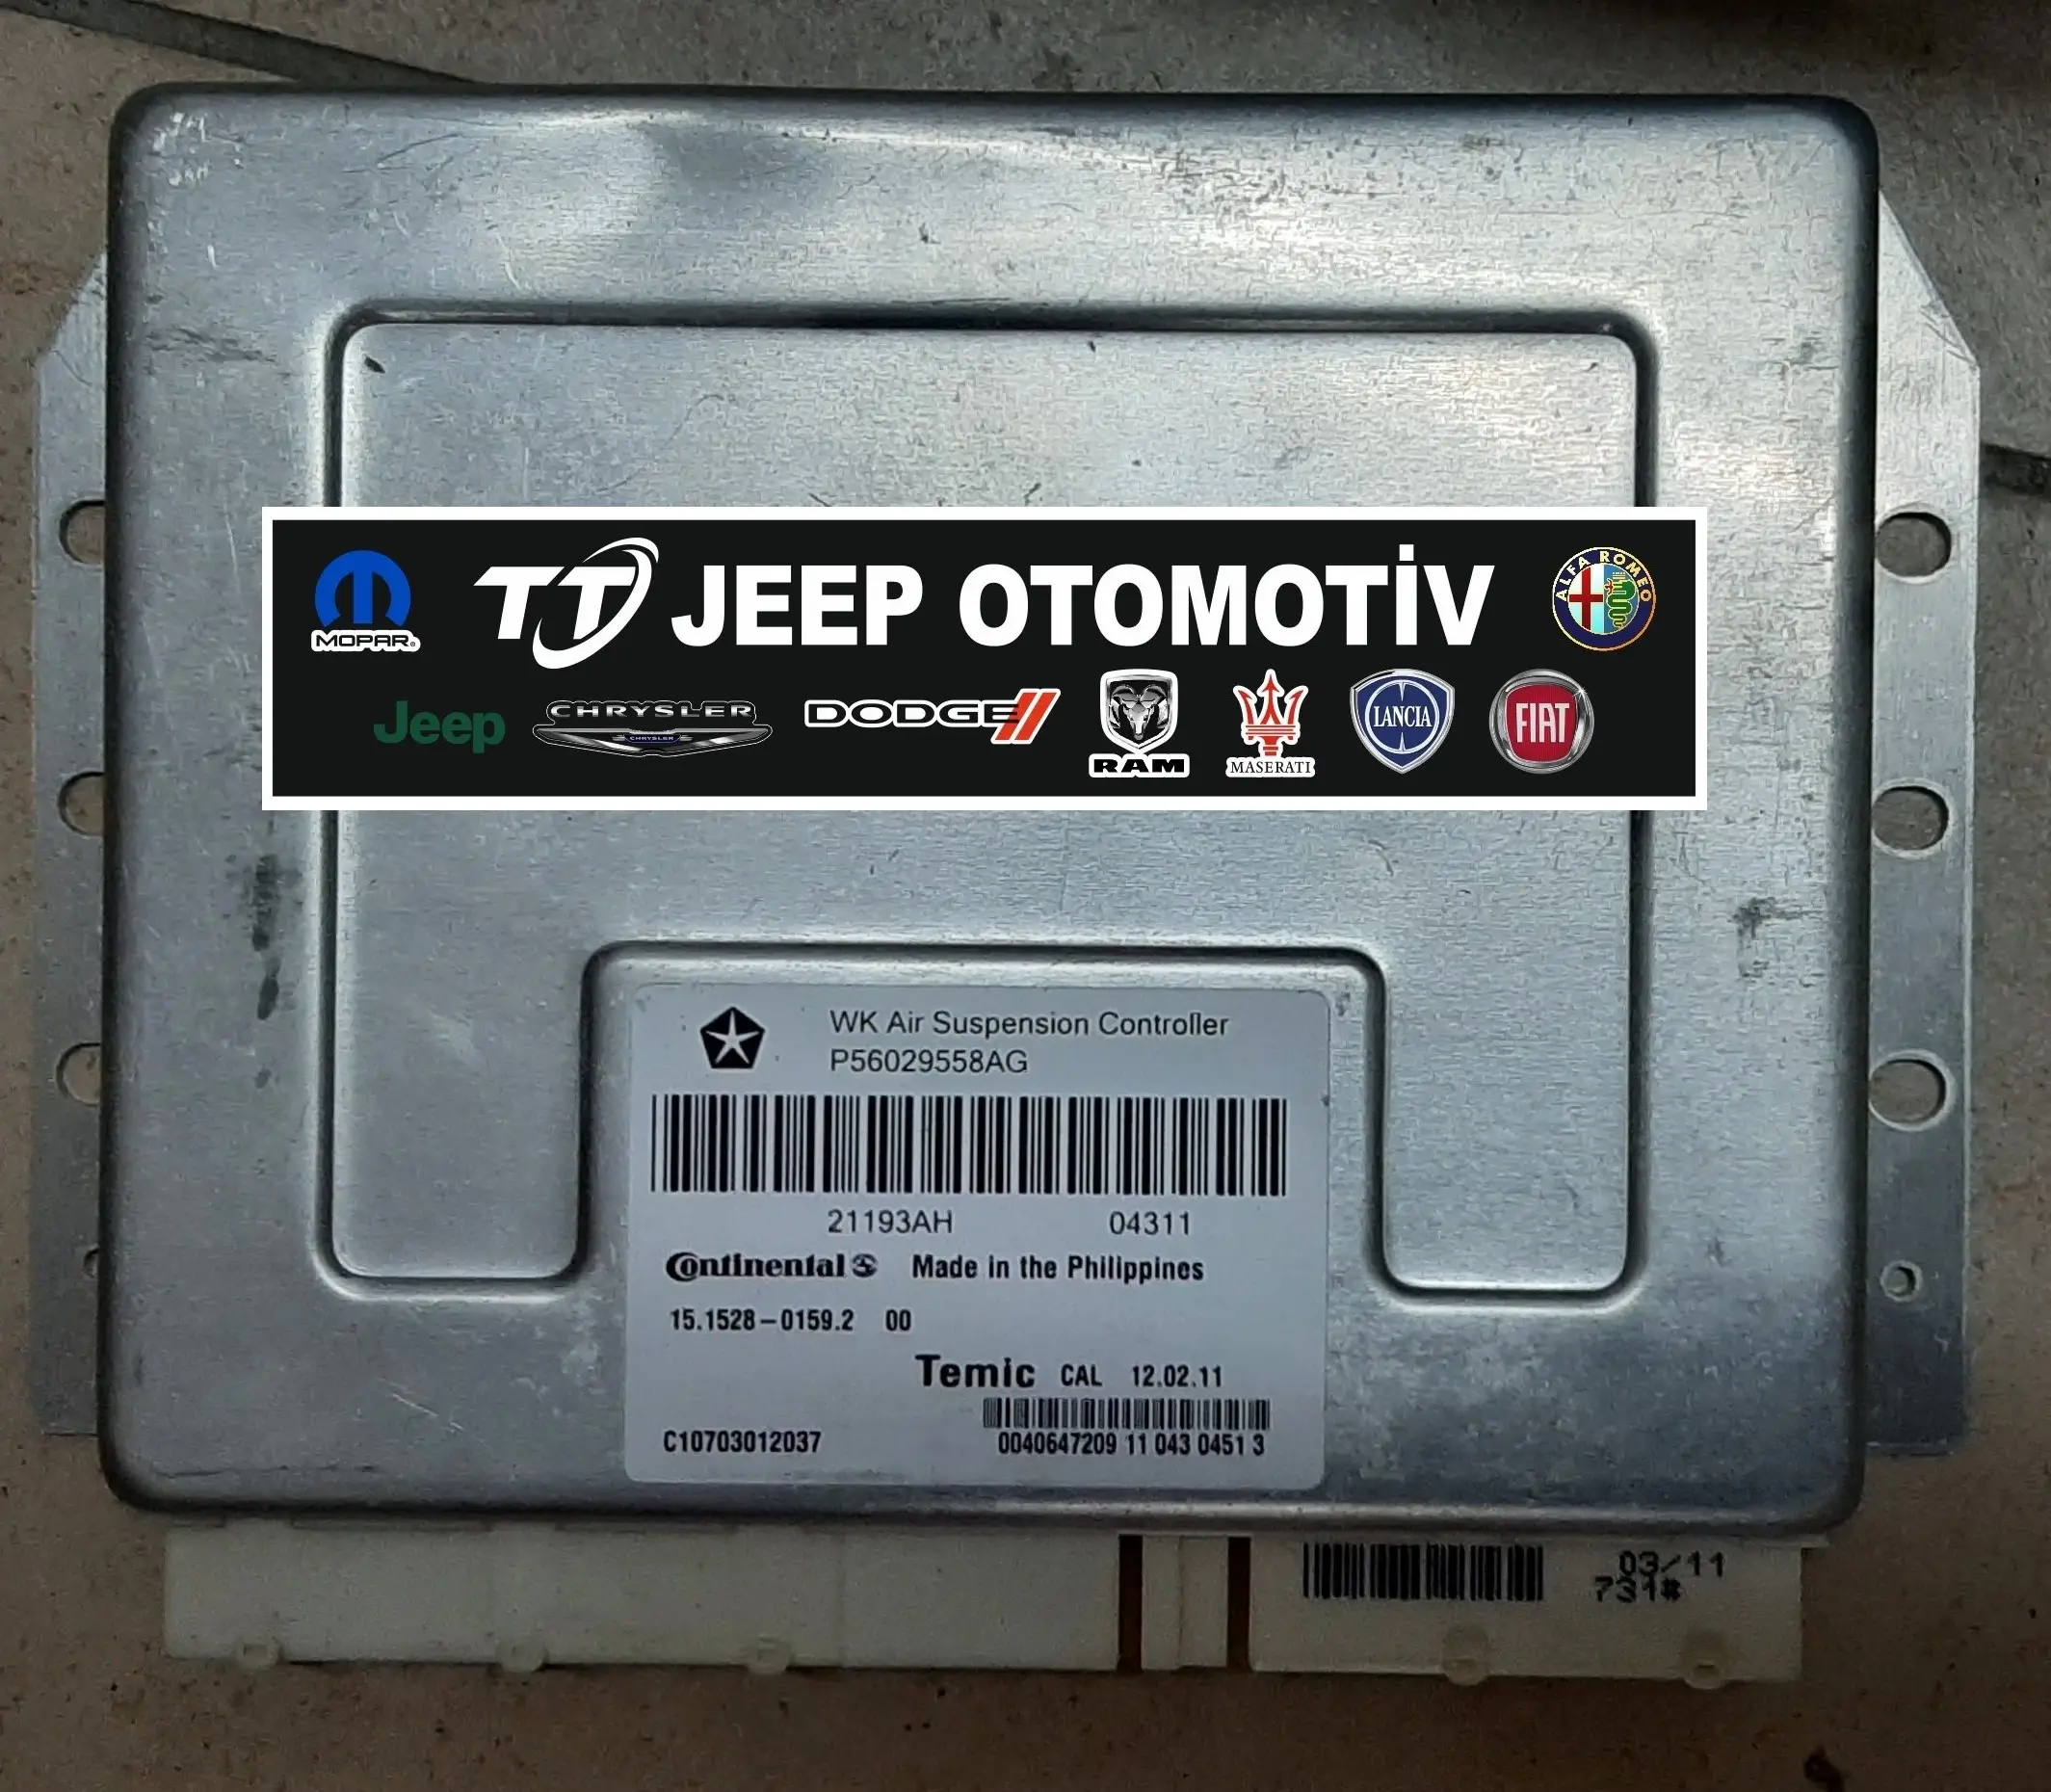 TT JEEP OTOMOTİV
ALFA ROMEO
MOPAR®
Jeep
CHRYSLER
CHRYSLER
DODGE
RAM
MASERATI
LANCIA
FIAT
WK Air Suspension Controller
P56029558AG
21193AH 04311
Continental Made in the Philippines
15.1528-0159.2 00
Temic CAL 12.02.11
C10703012037
0040647209 11 043 0451 3
03/11
731#